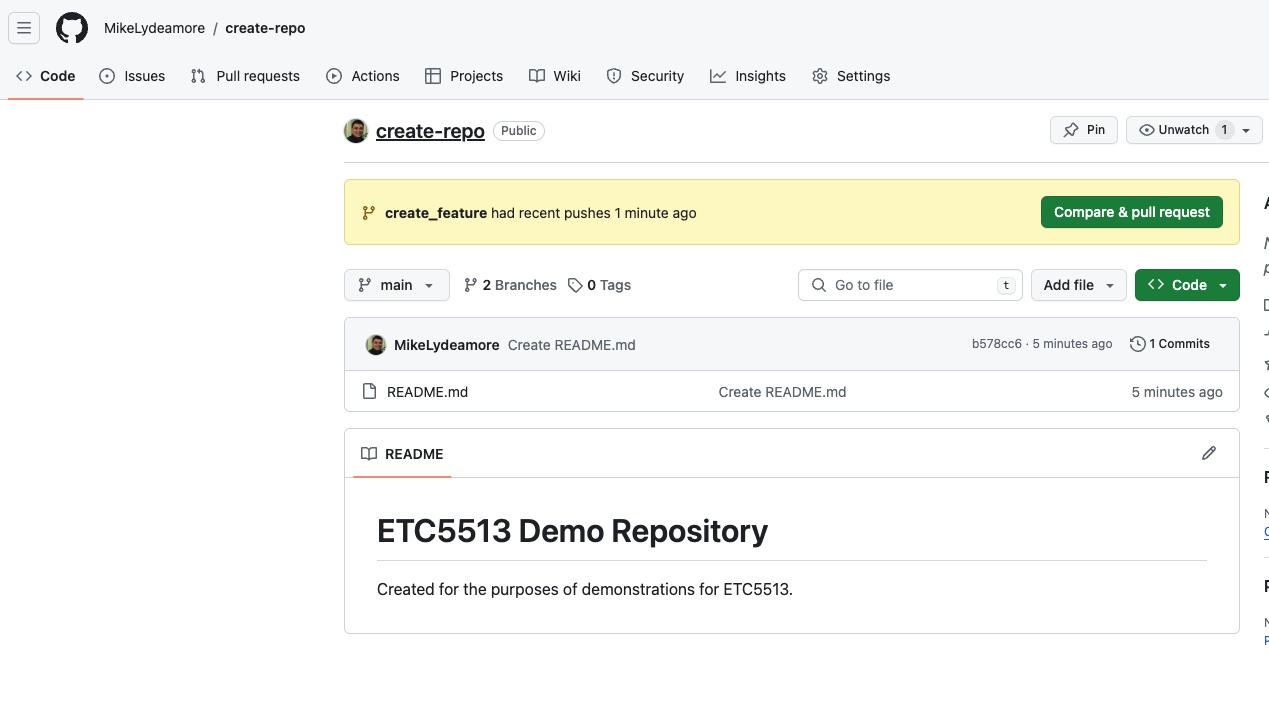 MikeLydeamore / create-repo
Code Issues Pull requests Actions Projects Wiki Security Insights Settings
create-repo Public Pin Unwatch 1
create_feature had recent pushes 1 minute ago Compare & pull request
main 2 Branches 0 Tags Go to file t Add file Code
MikeLydeamore Create README.md b578cc6 · 5 minutes ago 1 Commits
README.md Create README.md 5 minutes ago
README
ETC5513 Demo Repository
Created for the purposes of demonstrations for ETC5513.